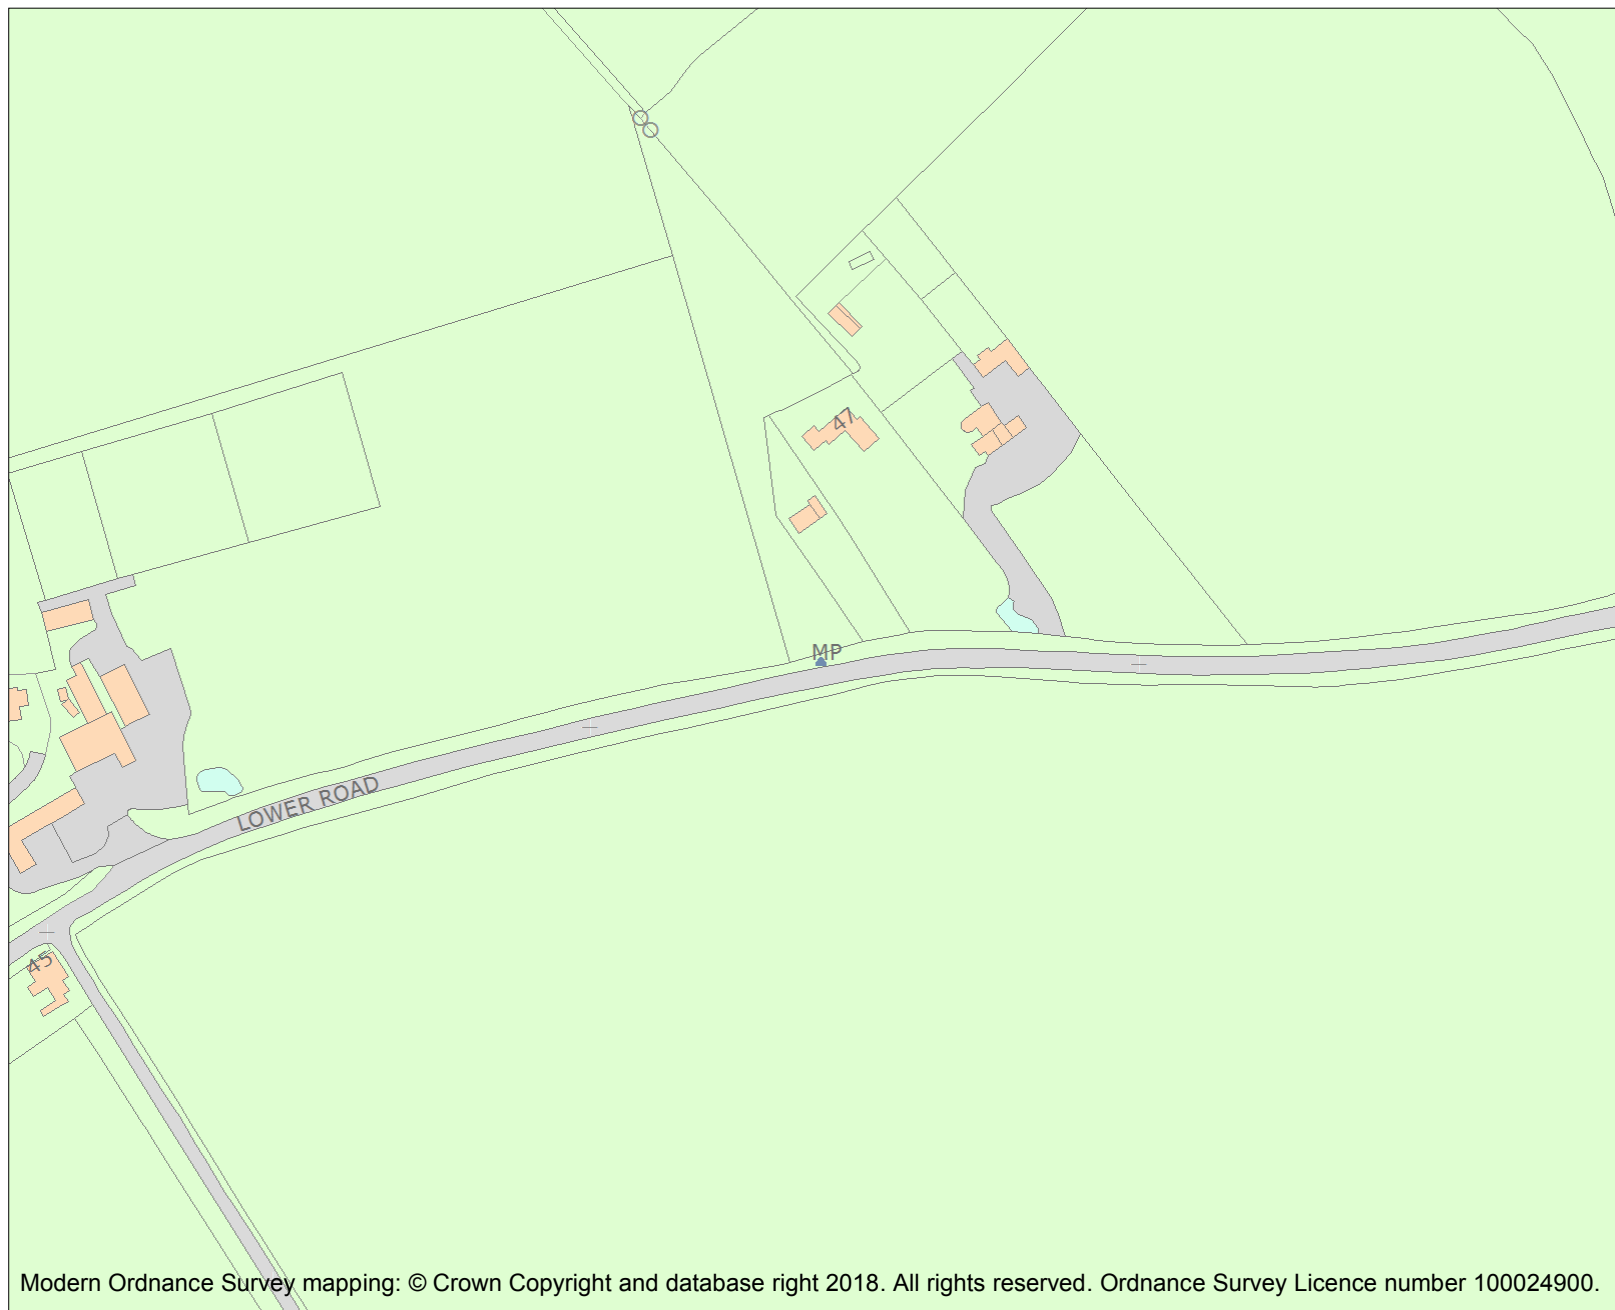 47
MP
LOWER ROAD
45
Modern Ordnance Survey mapping: © Crown Copyright and database right 2018. All rights reserved. Ordnance Survey Licence number 100024900.